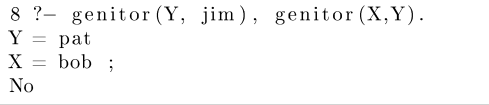 8 ?− genitor(Y, jim), genitor(X,Y).
Y = pat
X = bob ;
No